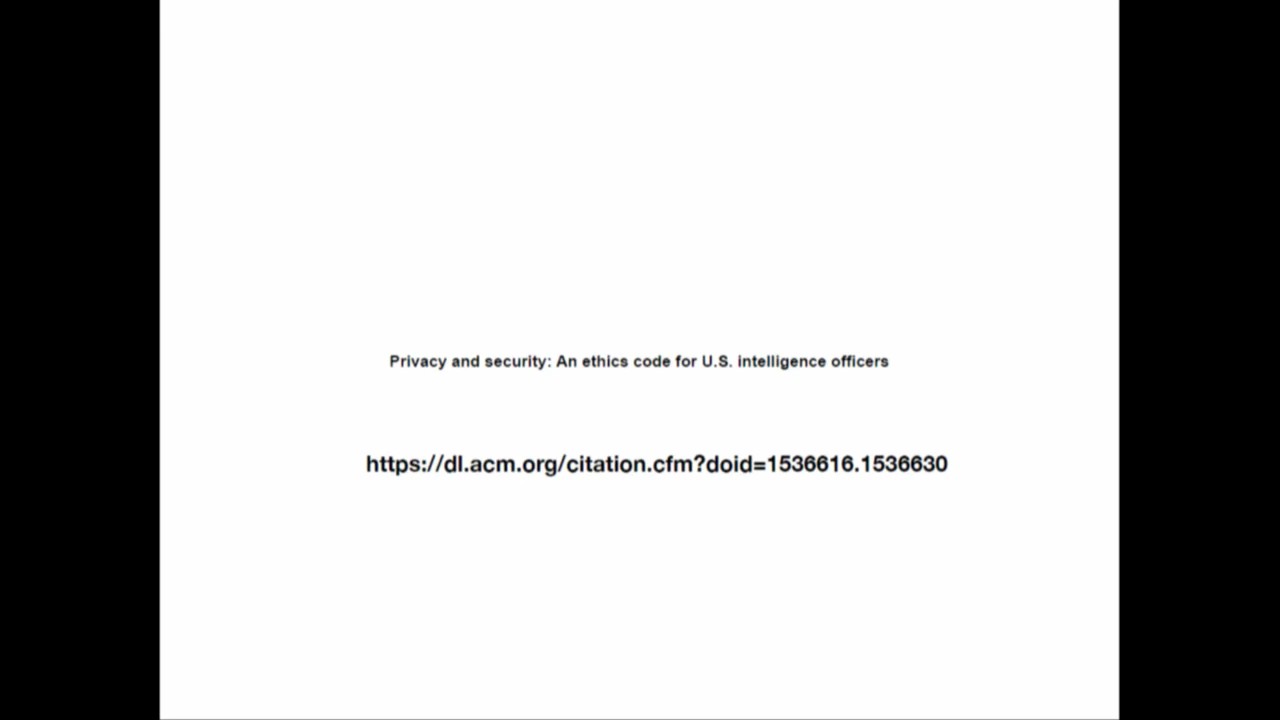 Privacy and security: An ethics code for U.S. intelligence officers
https://dl.acm.org/citation.cfm?doid=1536616.1536630